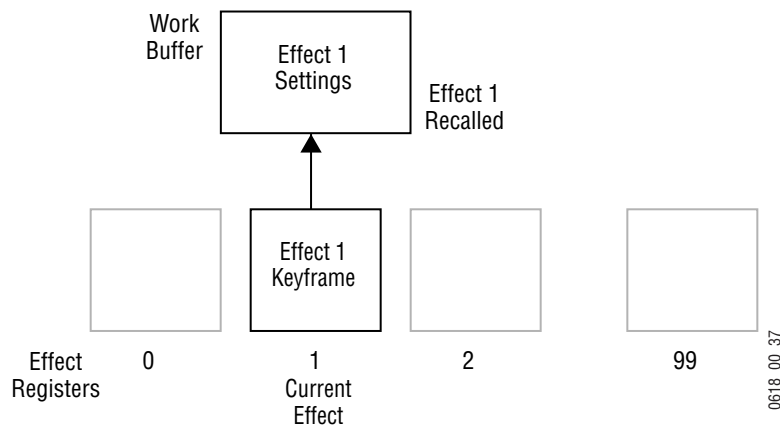 Work
Buffer
Effect 1
Settings
Effect 1
Recalled
Effect 1
Keyframe
Effect
Registers
0
1
2
99
Current
Effect
0618_00_37